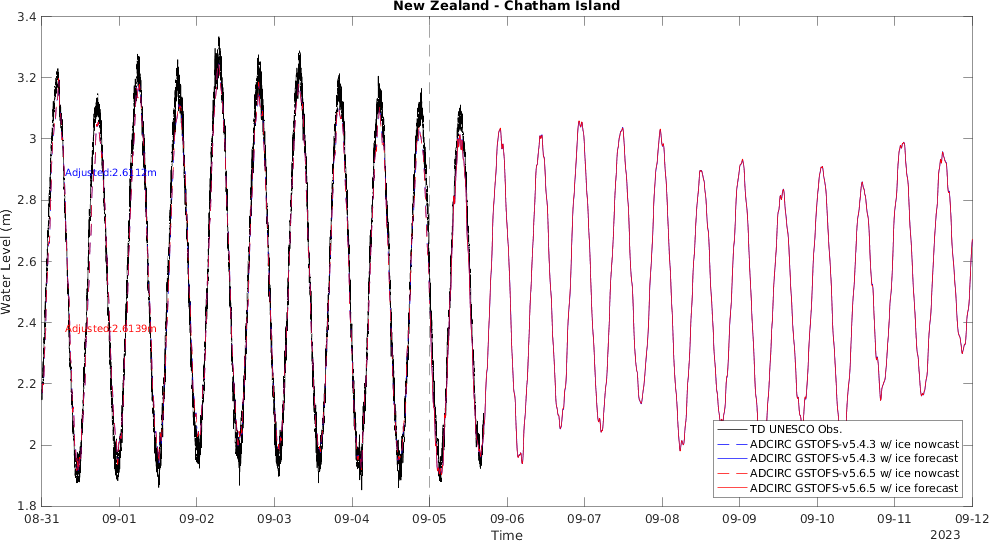 New Zealand - Chatham Island
3.4
3.2
3
2.8
2.6
2.4
2.2
2
1.8
Water Level (m)
Adjusted:2.6112m
Adjusted:2.6139m
TD UNESCO Obs.
ADCIRC GSTOFS-v5.4.3 w/ ice nowcast
ADCIRC GSTOFS-v5.4.3 w/ ice forecast
ADCIRC GSTOFS-v5.6.5 w/ ice nowcast
ADCIRC GSTOFS-v5.6.5 w/ ice forecast
08-31 09-01 09-02 09-03 09-04 09-05 09-06 09-07 09-08 09-09 09-10 09-11 09-12
Time
2023